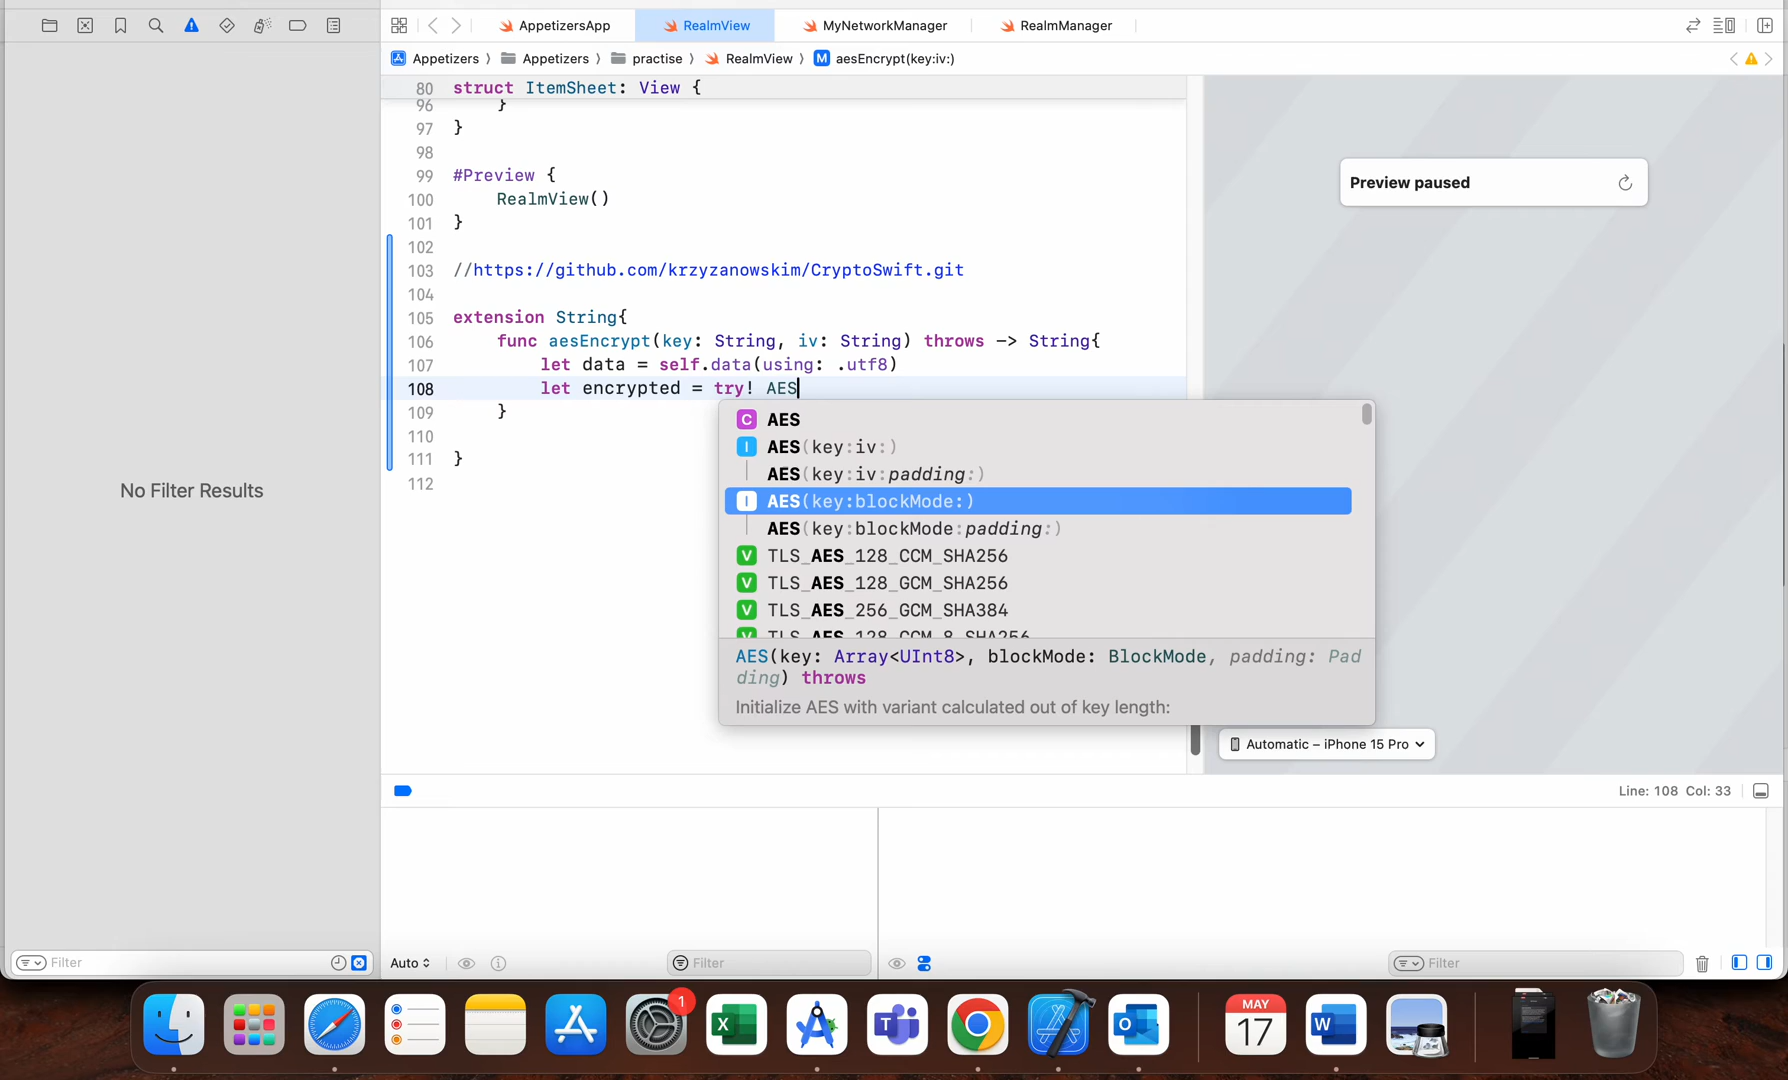 AppetizersApp
RealmView
MyNetworkManager
RealmManager
Appetizers
Appetizers
practise
RealmView
M aesEncrypt(key:iv:)
80 struct ItemSheet: View {
96 }
97 }
98
99 #Preview {
100 RealmView()
101 }
102
103 //https://github.com/krzyzanowskim/CryptoSwift.git
104
105 extension String{
106 func aesEncrypt(key: String, iv: String) throws -> String{
107 let data = self.data(using: .utf8)
108 let encrypted = try! AES
109 }
110
111 }
112
C AES
I AES(key:iv:)
AES(key:iv:padding:)
I AES(key:blockMode:)
AES(key:blockMode:padding:)
V TLS_AES_128_CCM_SHA256
V TLS_AES_128_GCM_SHA256
V TLS_AES_256_GCM_SHA384
V TLS_AES_128_CCM_8_SHA256
AES(key: Array<UInt8>, blockMode: BlockMode, padding: Pad
ding) throws
Initialize AES with variant calculated out of key length:
No Filter Results
Preview paused
Automatic – iPhone 15 Pro
Line: 108 Col: 33
Filter
Auto
Filter
Filter
1
MAY
17
X
T
O
W